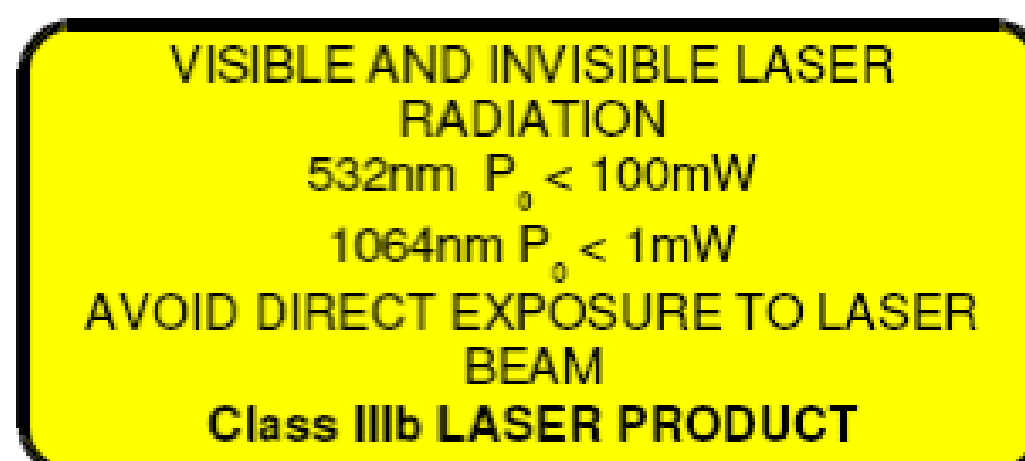 VISIBLE AND INVISIBLE LASER
RADIATION
532nm P₀ < 100mW
1064nm P₀ < 1mW
AVOID DIRECT EXPOSURE TO LASER
BEAM
Class IIIb LASER PRODUCT